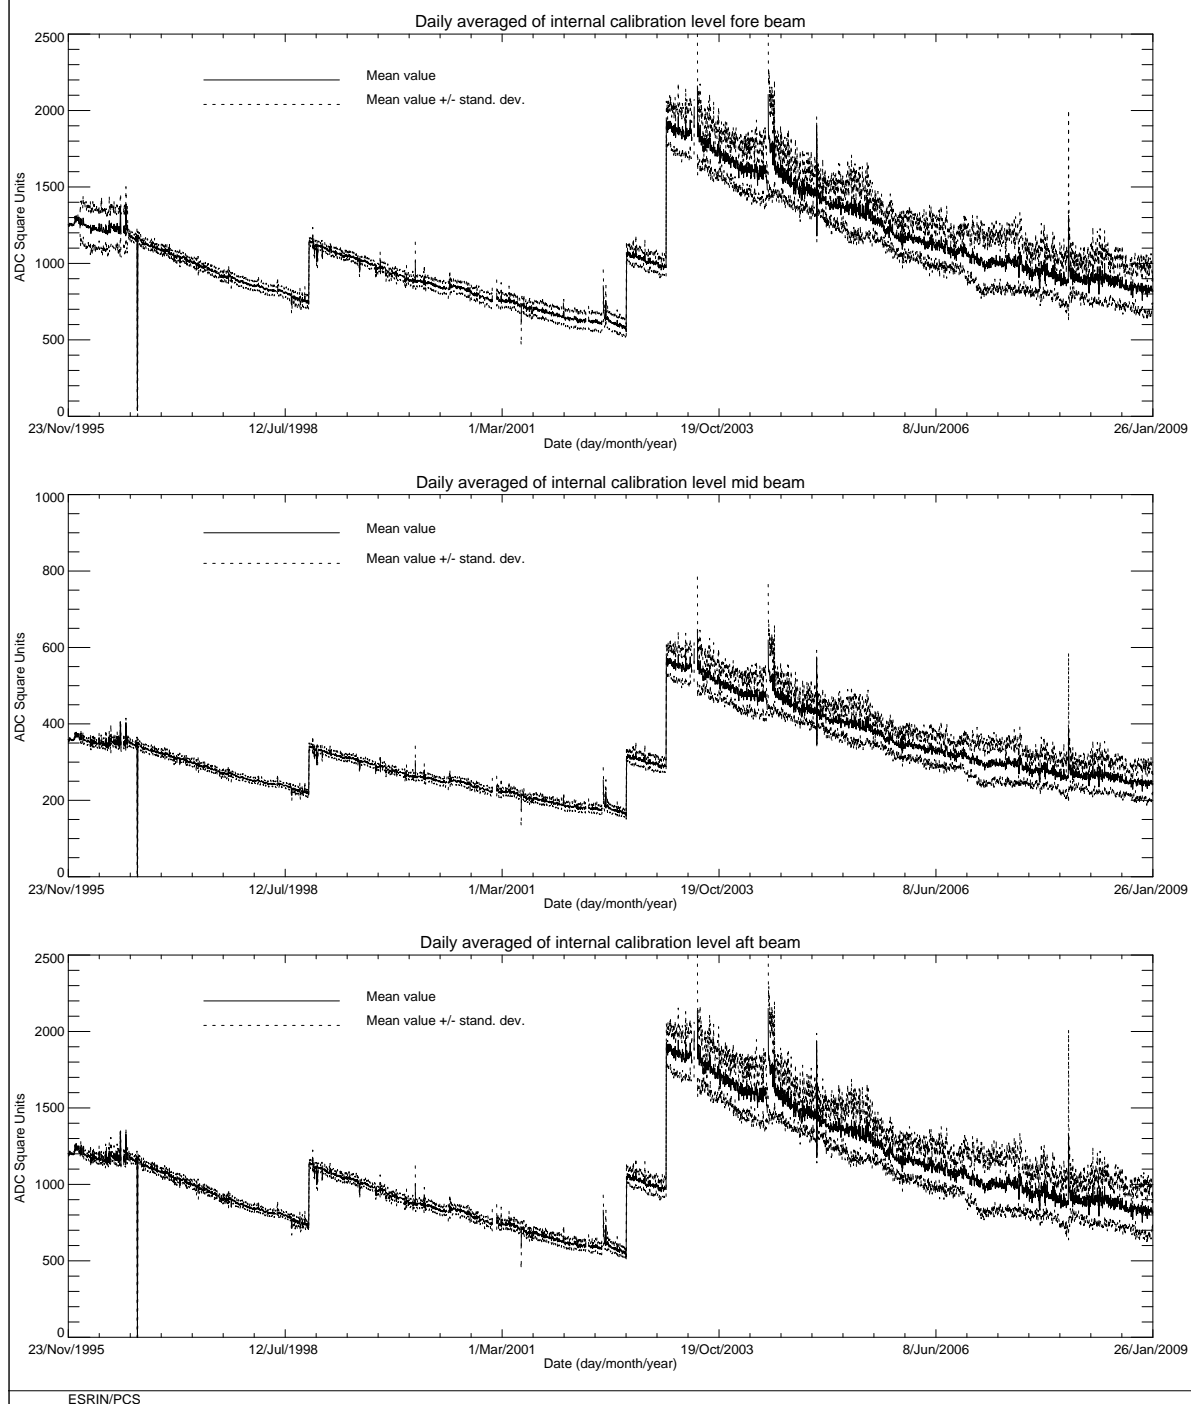 Daily averaged of internal calibration level fore beam
2500
2000
1500
1000
500
0
ADC Square Units
Mean value
Mean value +/- stand. dev.
23/Nov/1995 12/Jul/1998 1/Mar/2001 19/Oct/2003 8/Jun/2006 26/Jan/2009
Date (day/month/year)
Daily averaged of internal calibration level mid beam
1000
800
600
400
200
0
ADC Square Units
Mean value
Mean value +/- stand. dev.
23/Nov/1995 12/Jul/1998 1/Mar/2001 19/Oct/2003 8/Jun/2006 26/Jan/2009
Date (day/month/year)
Daily averaged of internal calibration level aft beam
2500
2000
1500
1000
500
0
ADC Square Units
Mean value
Mean value +/- stand. dev.
23/Nov/1995 12/Jul/1998 1/Mar/2001 19/Oct/2003 8/Jun/2006 26/Jan/2009
Date (day/month/year)
ESRIN/PCS